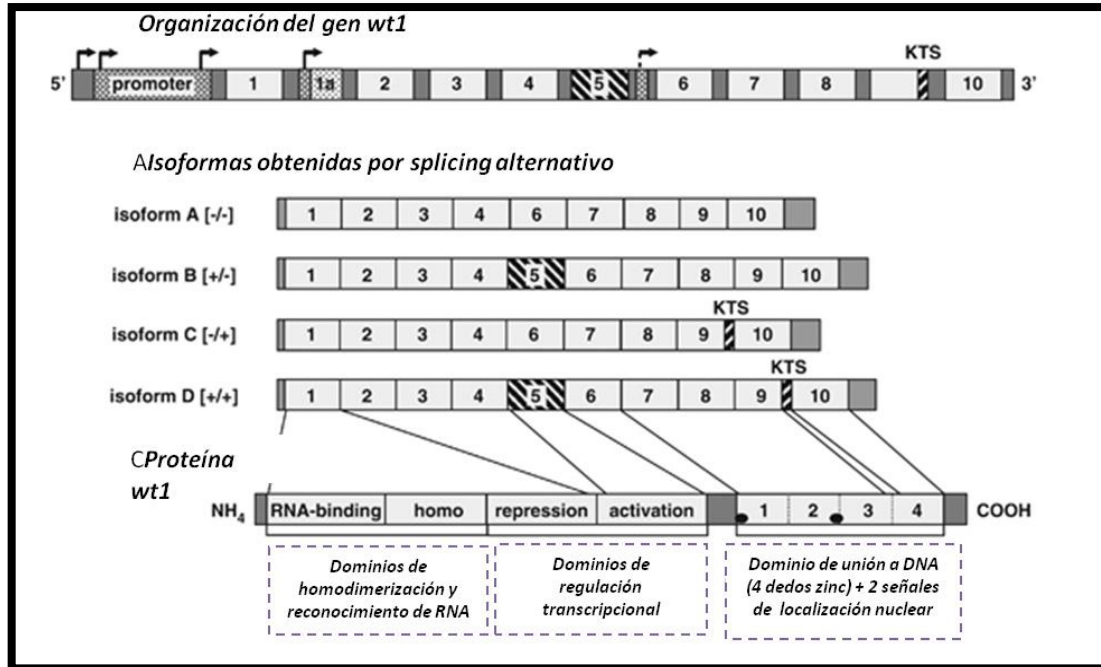 Organización del gen wt1
KTS
5' promoter 1 1a 2 3 4 5 6 7 8 10 3'
AIsoformas obtenidas por splicing alternativo
isoform A [-/-] 1 2 3 4 6 7 8 9 10
isoform B [+/-] 1 2 3 4 5 6 7 8 9 10
KTS
isoform C [-/+] 1 2 3 4 6 7 8 9 10
KTS
isoform D [+/+] 1 2 3 4 5 6 7 8 9 10
CProteína
wt1
NH4 RNA-binding homo repression activation 1 2 3 4 COOH
Dominios de
homodimerización y
reconocimiento de RNA
Dominios de
regulación
transcripcional
Dominio de unión a DNA
(4 dedos zinc) + 2 señales
de localización nuclear